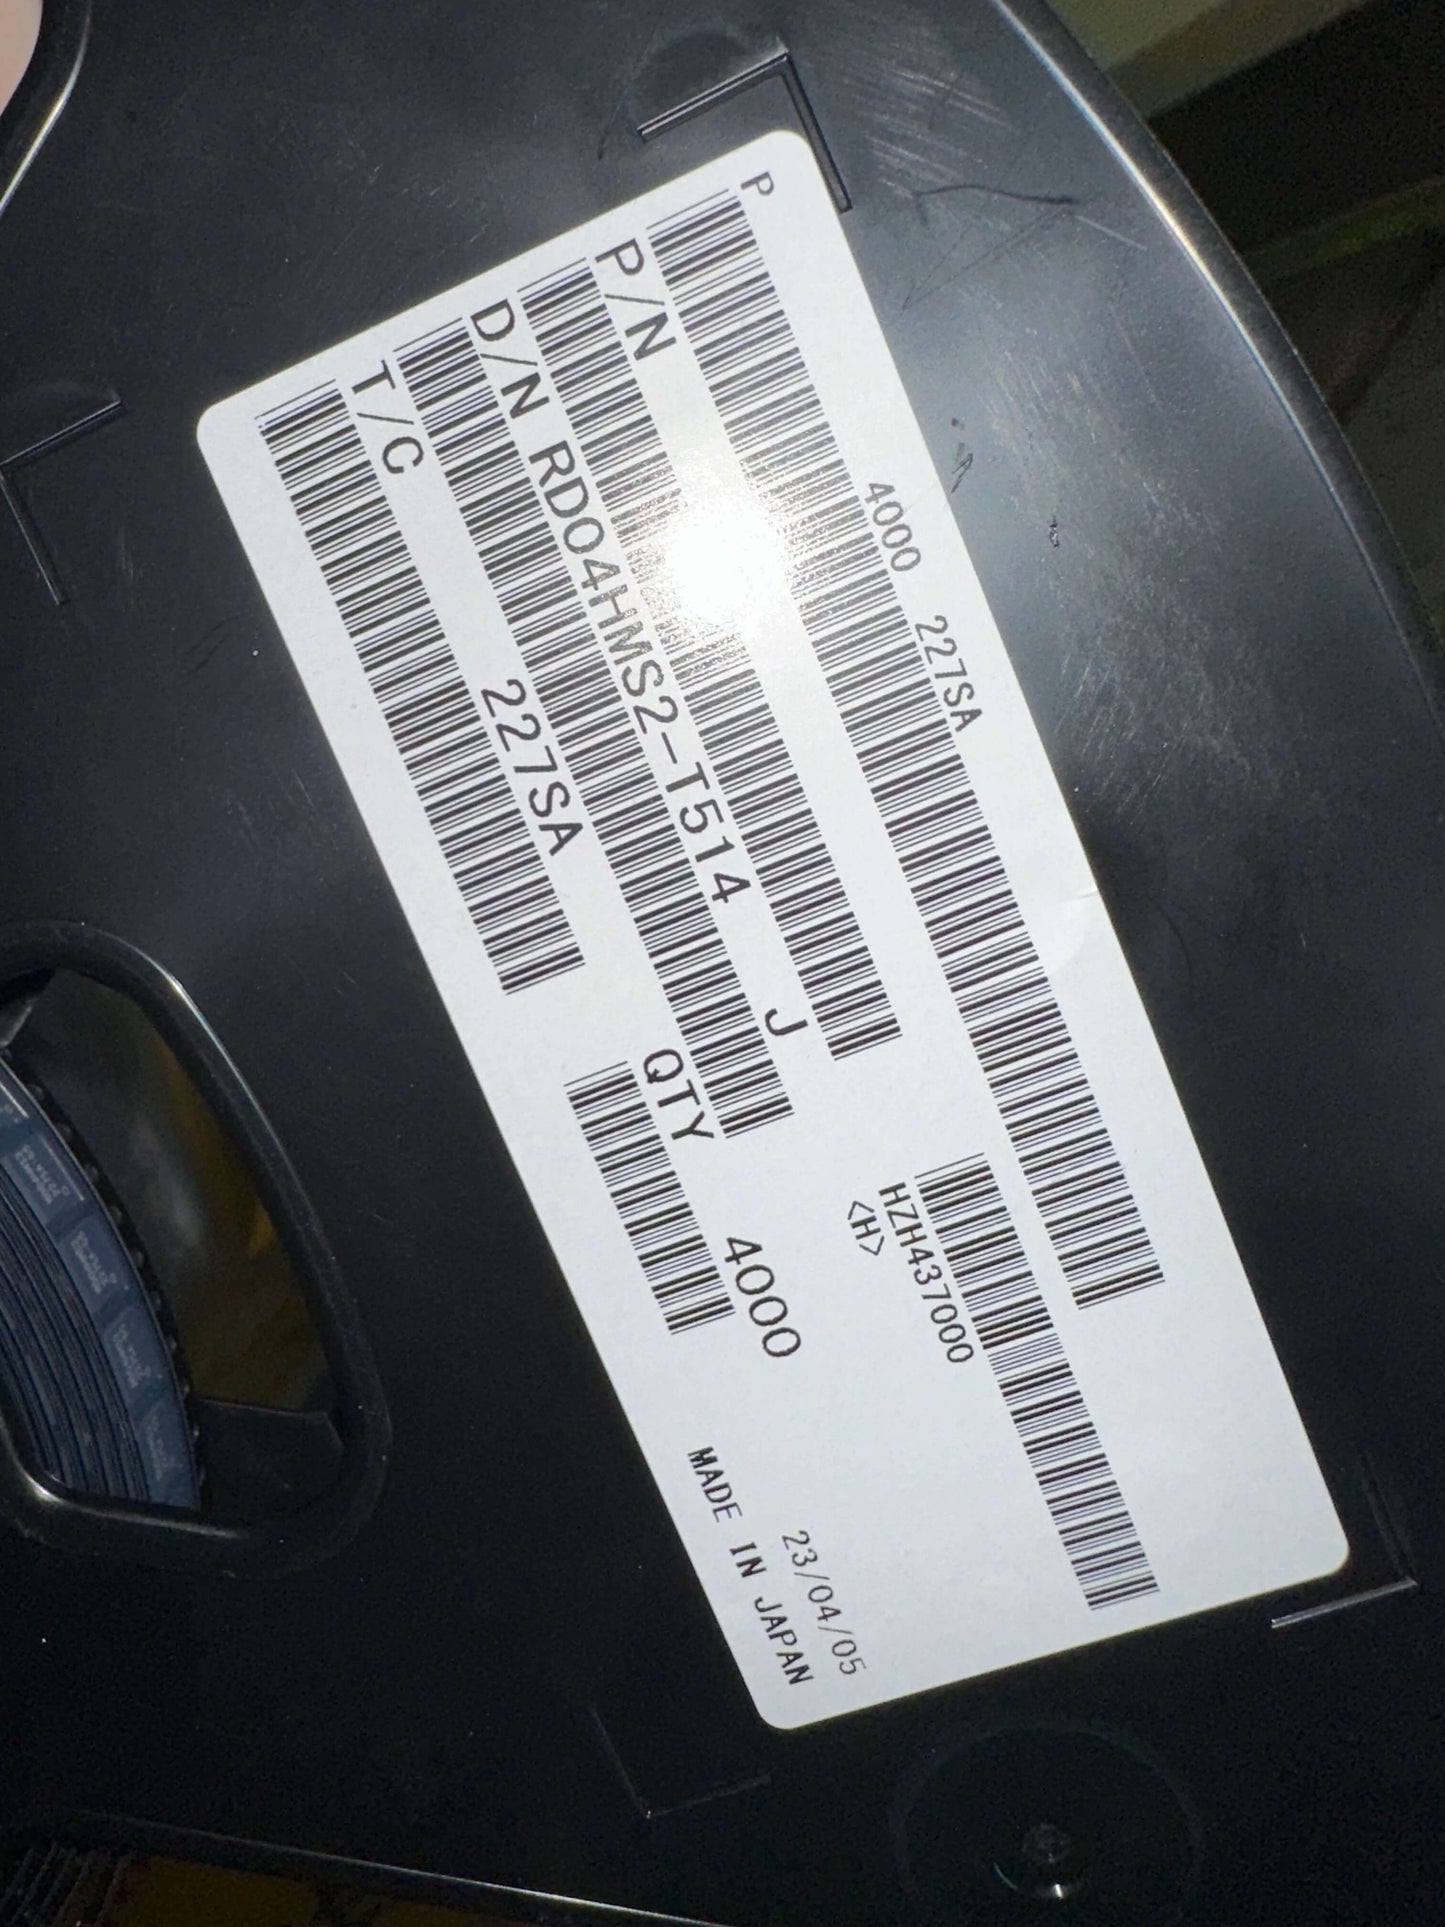 P 4000 227SA
P/N
HZH437000
<H>
D/N RD04HMS2-T514 J
T/C 227SA QTY 4000
23/04/05
MADE IN JAPAN